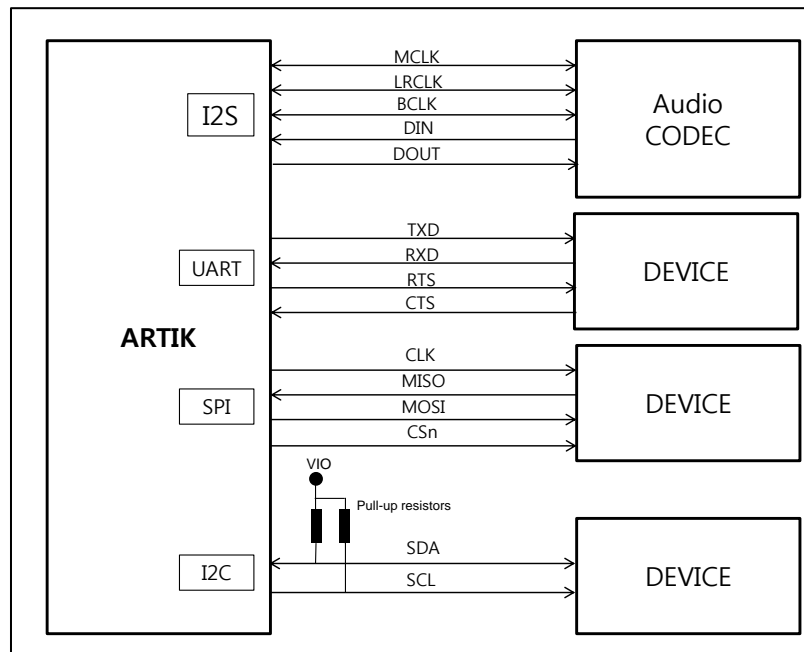 MCLK
LRCLK
BCLK
DIN
DOUT
I2S
Audio
CODEC
TXD
RXD
RTS
CTS
UART
DEVICE
ARTIK
CLK
MISO
MOSI
CSn
SPI
DEVICE
VIO
Pull-up resistors
SDA
SCL
I2C
DEVICE